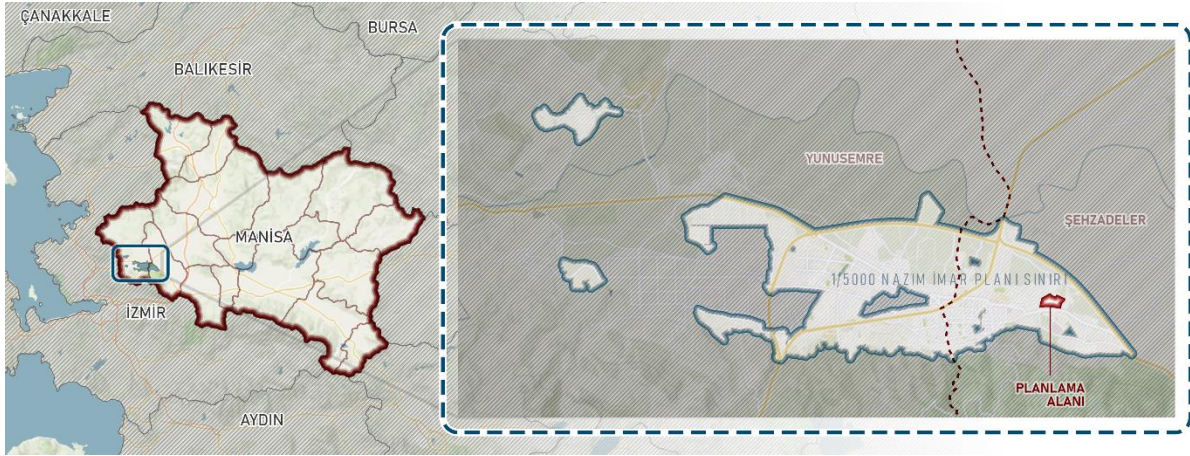 ÇANAKKALE
BURSA
BALIKESİR
MANİSA
İZMİR
AYDIN
YUNUSEMRE
ŞEHZADELER
1/5000 NAZIM İMAR PLANI SINIRI
PLANLAMA
ALANI